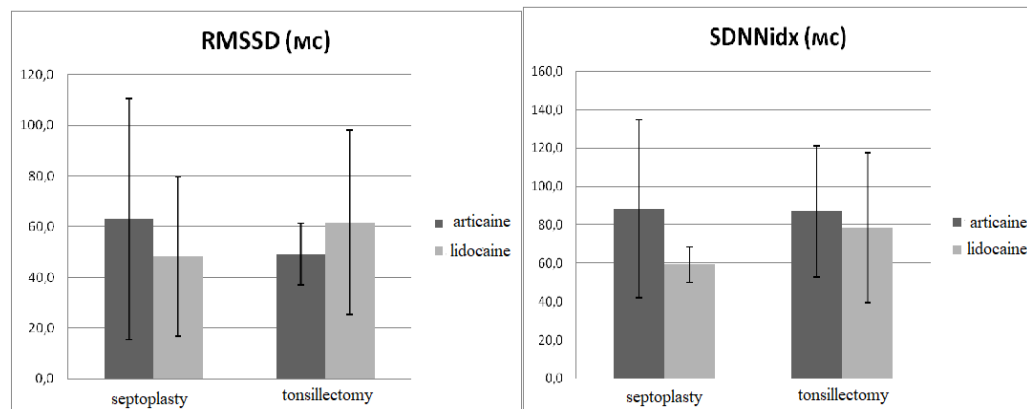 RMSSD (мс)
120,0
100,0
80,0
60,0
40,0
20,0
0,0
septoplasty
tonsillectomy
articaine
lidocaine
SDNNidx (мс)
160,0
140,0
120,0
100,0
80,0
60,0
40,0
20,0
0,0
septoplasty
tonsillectomy
articaine
lidocaine